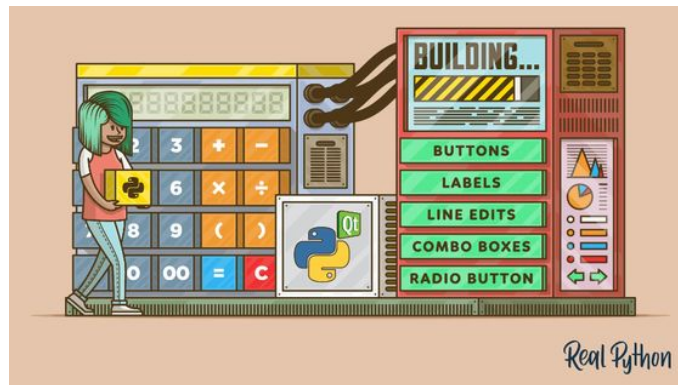 BUILDING...
2 3 + -
6 × ÷
8 9 ( )
0 00 = C
Qt
BUTTONS
LABELS
LINE EDITS
COMBO BOXES
RADIO BUTTON
Real Python